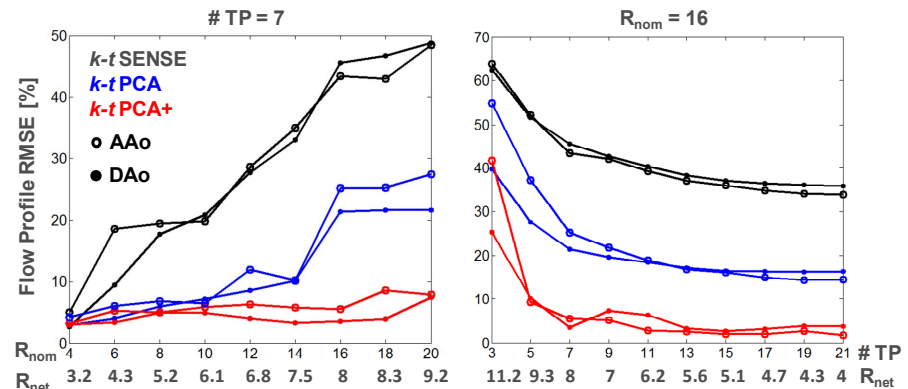 # TP = 7
R_nom = 16
Flow Profile RMSE [%]
50
40
30
20
10
0
k-t SENSE
k-t PCA
k-t PCA+
AAo
DAo
70
60
50
40
30
20
10
0
R_nom 4 6 8 10 12 14 16 18 20
R_net 3.2 4.3 5.2 6.1 6.8 7.5 8 8.3 9.2
3 5 7 9 11 13 15 17 19 21 # TP
11.2 9.3 8 7 6.2 5.6 5.1 4.7 4.3 4 R_net